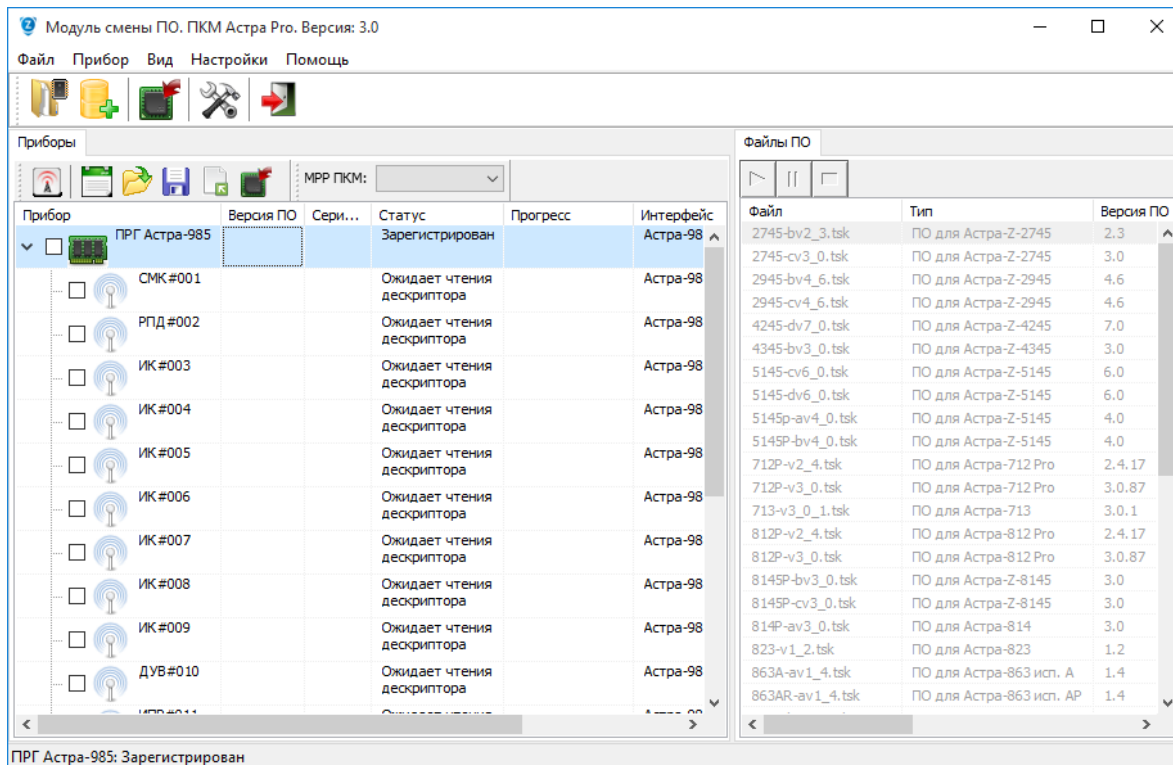 Модуль смены ПО. ПКМ Астра Pro. Версия: 3.0
Файл Прибор Вид Настройки Помощь
Приборы
МРР ПКМ:
Прибор Версия ПО Сери... Статус Прогресс Интерфейс
ПРГ Астра-985 Зарегистрирован Астра-98
СМК#001 Ожидает чтения Астра-98
дескриптора
РПД#002 Ожидает чтения Астра-98
дескриптора
ИК#003 Ожидает чтения Астра-98
дескриптора
ИК#004 Ожидает чтения Астра-98
дескриптора
ИК#005 Ожидает чтения Астра-98
дескриптора
ИК#006 Ожидает чтения Астра-98
дескриптора
ИК#007 Ожидает чтения Астра-98
дескриптора
ИК#008 Ожидает чтения Астра-98
дескриптора
ИК#009 Ожидает чтения Астра-98
дескриптора
ДУВ#010 Ожидает чтения Астра-98
дескриптора
Файлы ПО
Файл Тип Версия ПО
2745-bv2_3.tsk ПО для Астра-Z-2745 2.3
2745-cv3_0.tsk ПО для Астра-Z-2745 3.0
2945-bv4_6.tsk ПО для Астра-Z-2945 4.6
2945-cv4_6.tsk ПО для Астра-Z-2945 4.6
4245-dv7_0.tsk ПО для Астра-Z-4245 7.0
4345-bv3_0.tsk ПО для Астра-Z-4345 3.0
5145-cv6_0.tsk ПО для Астра-Z-5145 6.0
5145-dv6_0.tsk ПО для Астра-Z-5145 6.0
5145p-av4_0.tsk ПО для Астра-Z-5145 4.0
5145P-bv4_0.tsk ПО для Астра-Z-5145 4.0
712P-v2_4.tsk ПО для Астра-712 Pro 2.4.17
712P-v3_0.tsk ПО для Астра-712 Pro 3.0.87
713-v3_0_1.tsk ПО для Астра-713 3.0.1
812P-v2_4.tsk ПО для Астра-812 Pro 2.4.17
812P-v3_0.tsk ПО для Астра-812 Pro 3.0.87
8145P-bv3_0.tsk ПО для Астра-Z-8145 3.0
8145P-cv3_0.tsk ПО для Астра-Z-8145 3.0
814P-av3_0.tsk ПО для Астра-814 3.0
823-v1_2.tsk ПО для Астра-823 1.2
863A-av1_4.tsk ПО для Астра-863 исп. А 1.4
863AR-av1_4.tsk ПО для Астра-863 исп. АР 1.4
ПРГ Астра-985: Зарегистрирован